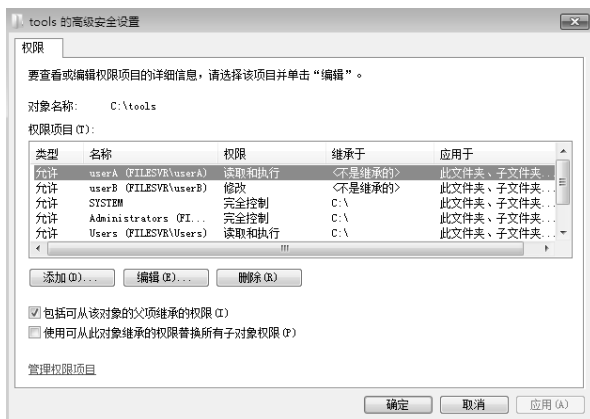 tools 的高级安全设置
权限
要查看或编辑权限项目的详细信息，请选择该项目并单击“编辑”。
对象名称: C:\tools
权限项目(T):
类型 名称 权限 继承于 应用于
允许 userA (FILESVR\userA) 读取和执行 <不是继承的> 此文件夹、子文件夹...
允许 userB (FILESVR\userB) 修改 <不是继承的> 此文件夹、子文件夹...
允许 SYSTEM 完全控制 C:\ 此文件夹、子文件夹...
允许 Administrators (FI... 完全控制 C:\ 此文件夹、子文件夹...
允许 Users (FILESVR\Users) 读取和执行 C:\ 此文件夹、子文件夹...
添加(D)... 编辑(E)... 删除(R)
包括可从该对象的父项继承的权限(I)
使用可从此对象继承的权限替换所有子对象权限(P)
管理权限项目
确定 取消 应用(A)